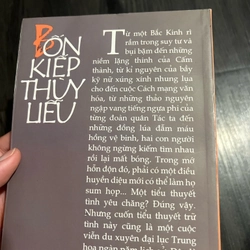 BỐN
KIẾP
THÙY
LIỄU
Từ một Bắc Kinh rì
rầm trong suy tư và
bụi bặm đến những
niềm lặng thinh của Cấm
thành, từ kỉ nguyên của bầy
kỹ nữ xúng xính nhung lụa
cho đến cuộc Cách mạng văn
hóa, từ những thảo nguyên
ngập vang tiếng ngựa phi của
từng đoàn quân Tác ta đến
những đống lúa đẫm máu
hồng vệ binh, hai con người
không ngừng kiếm tìm nhau
rồi lại mất bóng. Trong mớ
hỗn độn đó, phải có một điều
huyền diệu mới có thể làm họ
sum họp... Một tiểu thuyết
tình yêu chăng? Đúng vậy.
Nhưng cuốn tiểu thuyết trữ
tình này cũng là một cuộc
viễn du xuyên đại lục Trung